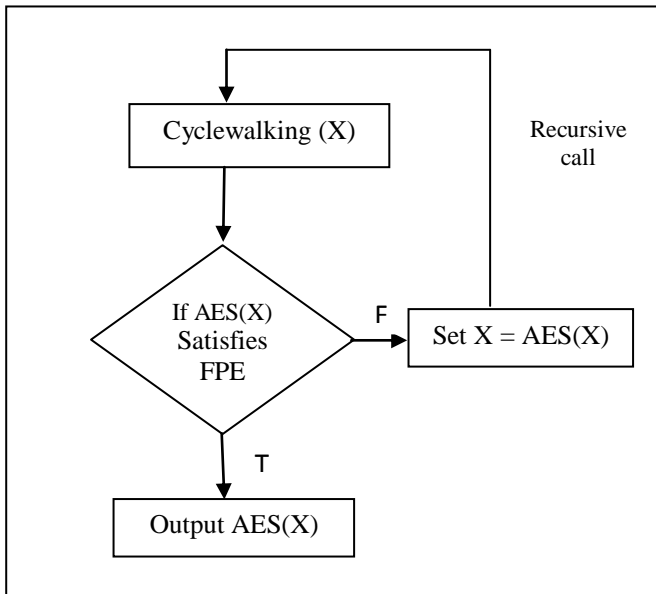 Cyclewalking (X)
Recursive
call
If AES(X)
Satisfies
FPE
F
Set X = AES(X)
T
Output AES(X)